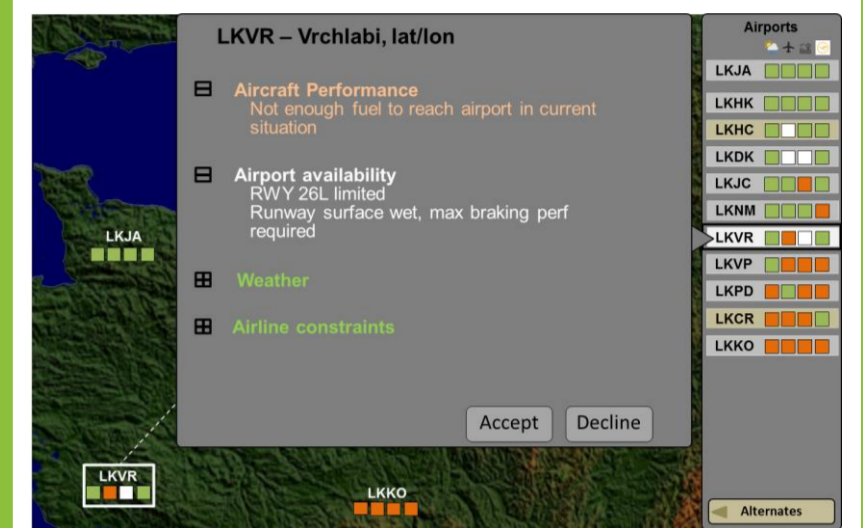 LKVR – Vrchlabi, lat/lon
Aircraft Performance
Not enough fuel to reach airport in current
situation
Airport availability
RWY 26L limited
Runway surface wet, max braking perf
required
Weather
Airline constraints
Accept
Decline
LKJA
LKVR
LKKO
Airports
LKJA
LKHK
LKHC
LKDK
LKJC
LKNM
LKVR
LKVP
LKPD
LKCR
LKKO
Alternates